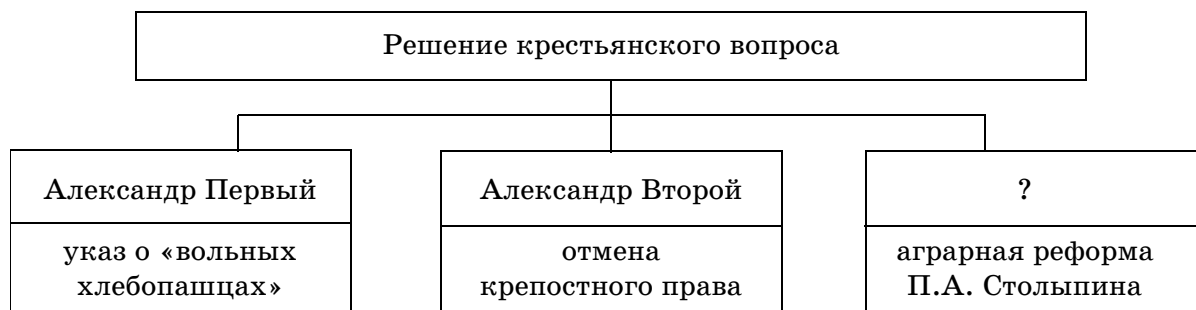 Решение крестьянского вопроса
Александр Первый
указ о «вольных
хлебопашцах»
Александр Второй
отмена
крепостного права
?
аграрная реформа
П.А. Столыпина